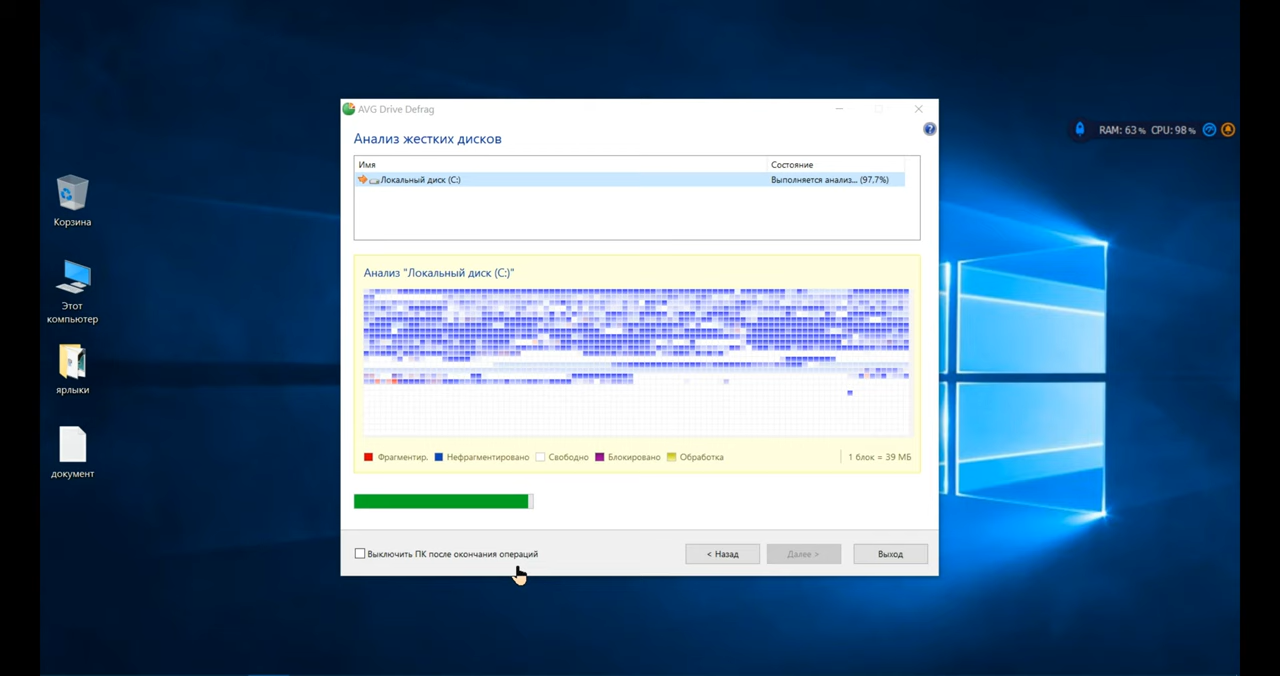 AVG Drive Defrag
Анализ жестких дисков
Имя
Состояние
Локальный диск (C:)
Выполняется анализ... (97,7%)
Анализ "Локальный диск (C:)"
Фрагментир.
Нефрагментировано
Свободно
Блокировано
Обработка
1 блок = 39 МБ
Выключить ПК после окончания операций
< Назад
Далее >
Выход
RAM: 63% CPU: 98%
Корзина
Этот
компьютер
ярлыки
документ